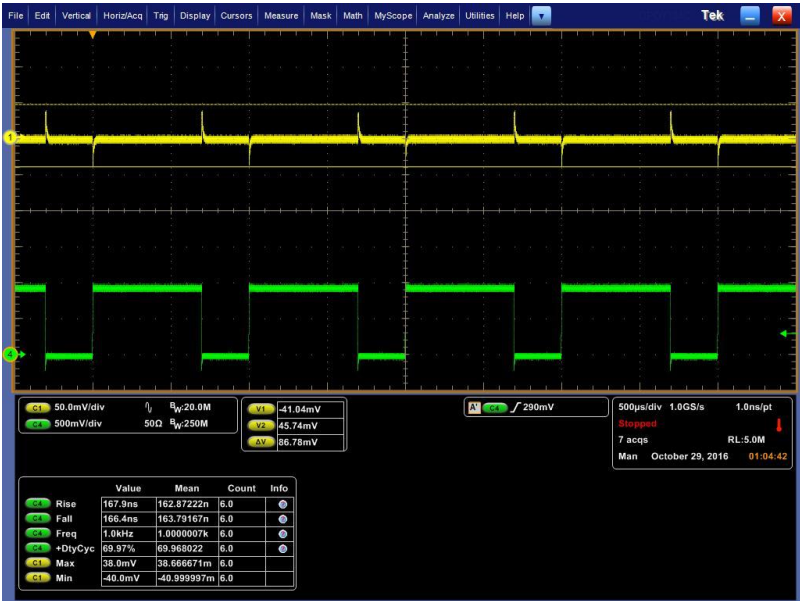 File Edit Vertical Horiz/Acq Trig Display Cursors Measure Mask Math MyScope Analyze Utilities Help Tek X
1
4
C1 50.0mV/div BW:20.0M
C4 500mV/div 50Ω BW:250M
V1 -41.04mV
V2 45.74mV
ΔV 86.78mV
A' C4 290mV
500µs/div 1.0GS/s 1.0ns/pt
Stopped
7 acqs RL:5.0M
Man October 29, 2016 01:04:42
Value Mean Count Info
C4 Rise 167.9ns 162.87222n 6.0
C4 Fall 166.4ns 163.79167n 6.0
C4 Freq 1.0kHz 1.0000007k 6.0
C4 +DtyCyc 69.97% 69.968022 6.0
C1 Max 38.0mV 38.666671m 6.0
C1 Min -40.0mV -40.999997m 6.0